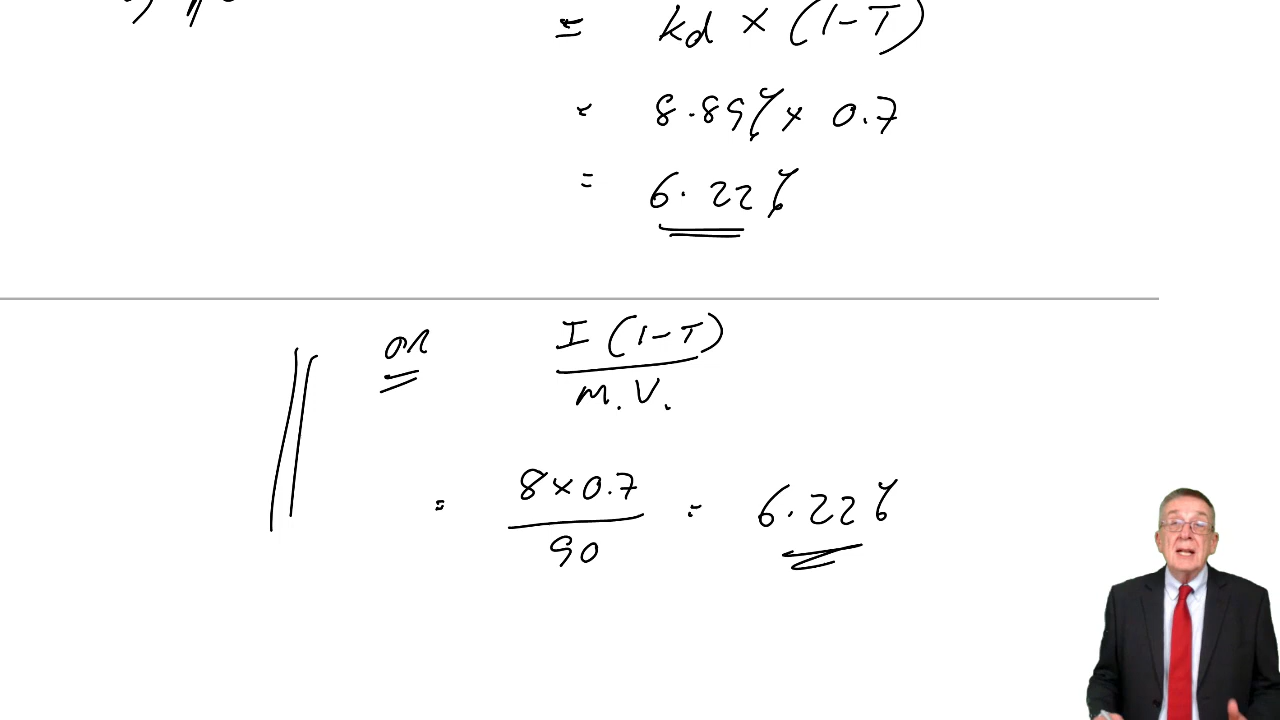 = kd × (1-T)
= 8.89% × 0.7
= 6.22%
OR I (1-T)
M.V.
= 8×0.7 = 6.22%
90